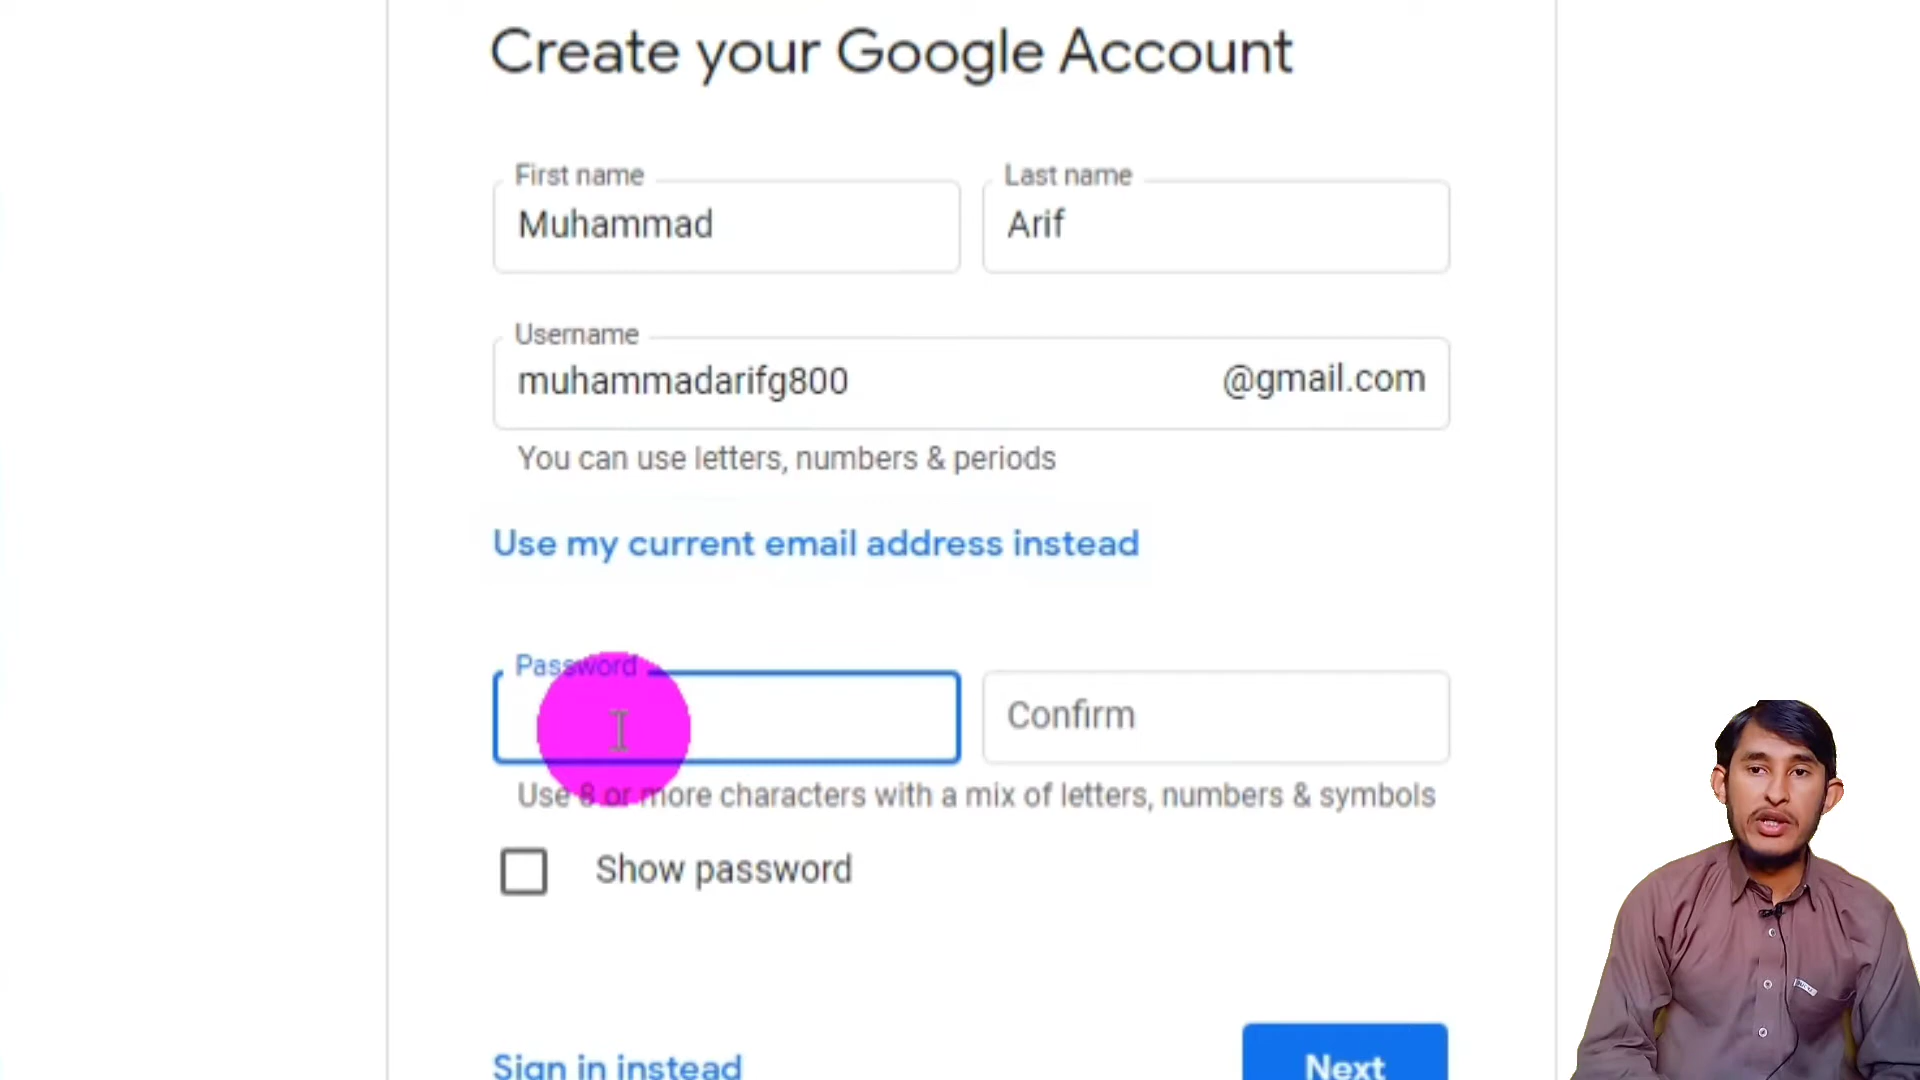 Create your Google Account
First name
Last name
Muhammad
Arif
Username
muhammadarifg800
@gmail.com
You can use letters, numbers & periods
Use my current email address instead
Password
Confirm
Use 8 or more characters with a mix of letters, numbers & symbols
Show password
Sign in instead
Next